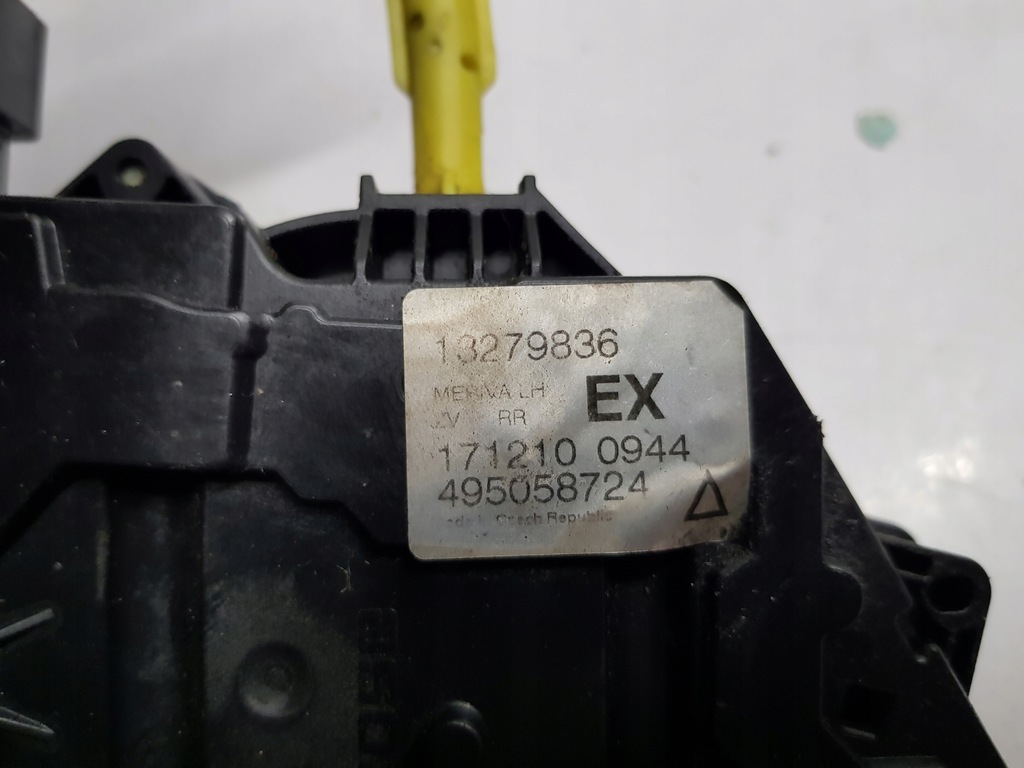 13279836
MERIVA LH
EX
RR
171210 0944
495058724
Czech Republic